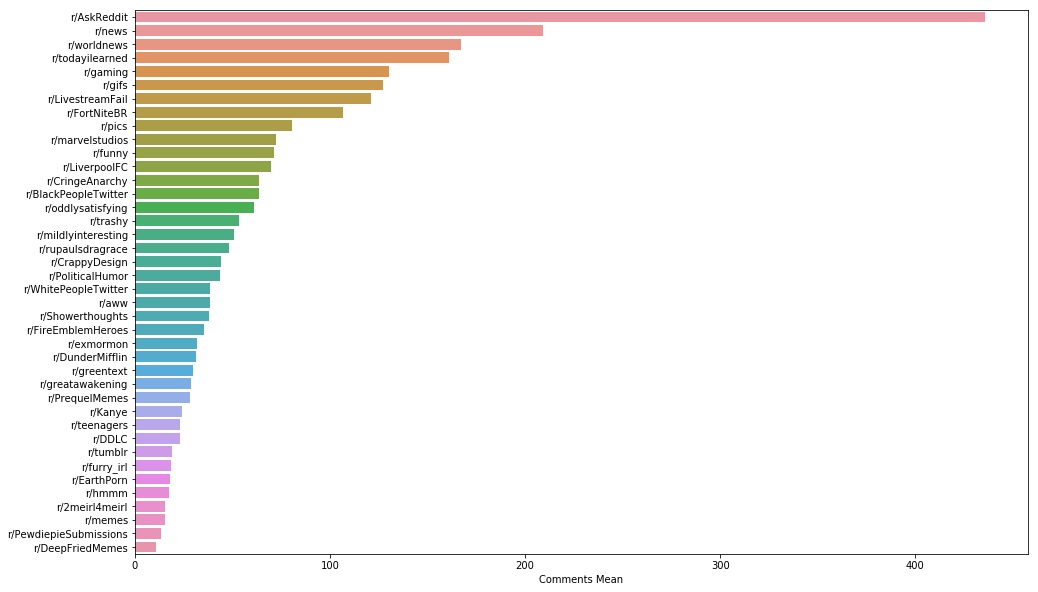 r/AskReddit
r/news
r/worldnews
r/todayilearned
r/gaming
r/gifs
r/LivestreamFail
r/FortNiteBR
r/pics
r/marvelstudios
r/funny
r/LiverpoolFC
r/CringeAnarchy
r/BlackPeopleTwitter
r/oddlysatisfying
r/trashy
r/mildlyinteresting
r/rupaulsdragrace
r/CrappyDesign
r/PoliticalHumor
r/WhitePeopleTwitter
r/aww
r/Showerthoughts
r/FireEmblemHeroes
r/exmormon
r/DunderMifflin
r/greentext
r/greatawakening
r/PrequelMemes
r/Kanye
r/teenagers
r/DDLC
r/tumblr
r/furry_irl
r/EarthPorn
r/hmmm
r/2meirl4meirl
r/memes
r/PewdiepieSubmissions
r/DeepFriedMemes
0 100 200 300 400
Comments Mean